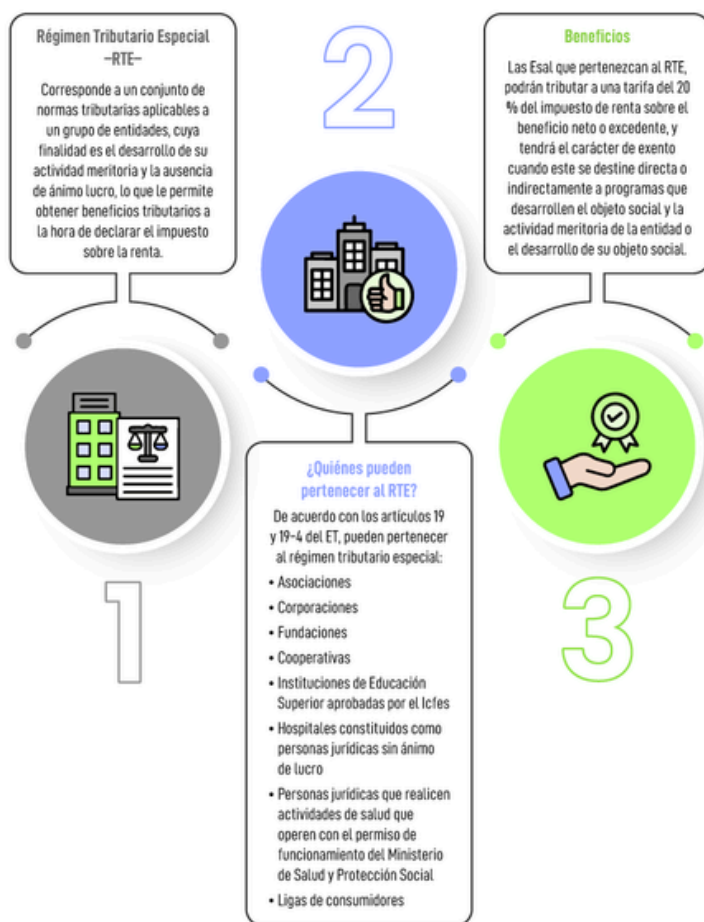 Régimen Tributario Especial
–RTE–
Corresponde a un conjunto de
normas tributarias aplicables a
un grupo de entidades, cuya
finalidad es el desarrollo de su
actividad meritoria y la ausencia
de ánimo lucro, lo que le permite
obtener beneficios tributarios a
la hora de declarar el impuesto
sobre la renta.
1
2
¿Quiénes pueden
pertenecer al RTE?
De acuerdo con los artículos 19
y 19-4 del ET, pueden pertenecer
al régimen tributario especial:
• Asociaciones
• Corporaciones
• Fundaciones
• Cooperativas
• Instituciones de Educación
Superior aprobadas por el Icfes
• Hospitales constituidos como
personas jurídicas sin ánimo
de lucro
• Personas jurídicas que realicen
actividades de salud que
operen con el permiso de
funcionamiento del Ministerio
de Salud y Protección Social
• Ligas de consumidores
Beneficios
Las Esal que pertenezcan al RTE,
podrán tributar a una tarifa del 20
% del impuesto de renta sobre el
beneficio neto o excedente, y
tendrá el carácter de exento
cuando este se destine directa o
indirectamente a programas que
desarrollen el objeto social y la
actividad meritoria de la entidad o
el desarrollo de su objeto social.
3